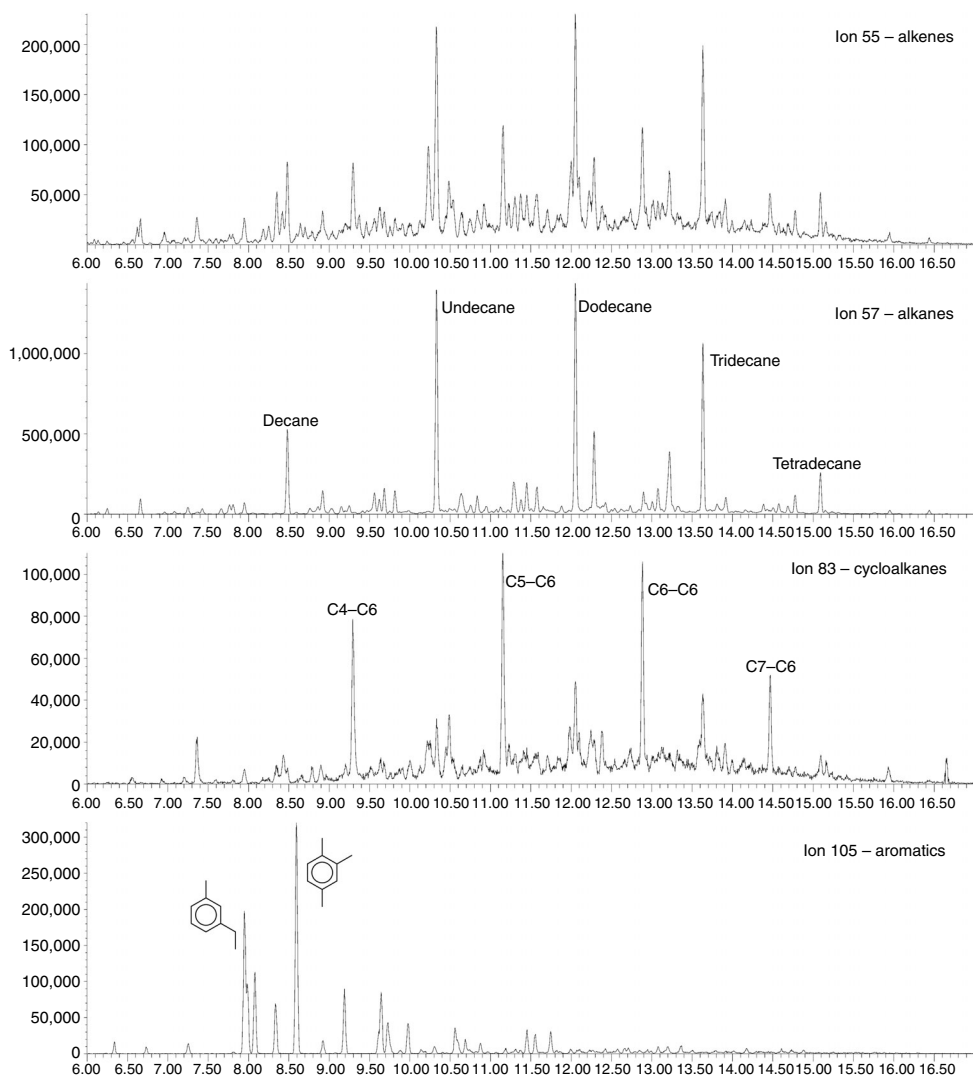 Ion 55 – alkenes
200,000
150,000
100,000
50,000
0
6.00 6.50 7.00 7.50 8.00 8.50 9.00 9.50 10.00 10.50 11.00 11.50 12.00 12.50 13.00 13.50 14.00 14.50 15.00 15.50 16.00 16.50
Ion 57 – alkanes
Undecane
Dodecane
1,000,000
Tridecane
500,000
Decane
Tetradecane
0
6.00 6.50 7.00 7.50 8.00 8.50 9.00 9.50 10.00 10.50 11.00 11.50 12.00 12.50 13.00 13.50 14.00 14.50 15.00 15.50 16.00 16.50
Ion 83 – cycloalkanes
100,000
C5–C6
C6–C6
80,000
C4–C6
60,000
C7–C6
40,000
20,000
0
6.00 6.50 7.00 7.50 8.00 8.50 9.00 9.50 10.00 10.50 11.00 11.50 12.00 12.50 13.00 13.50 14.00 14.50 15.00 15.50 16.00 16.50
Ion 105 – aromatics
300,000
250,000
200,000
150,000
100,000
50,000
0
6.00 6.50 7.00 7.50 8.00 8.50 9.00 9.50 10.00 10.50 11.00 11.50 12.00 12.50 13.00 13.50 14.00 14.50 15.00 15.50 16.00 16.50